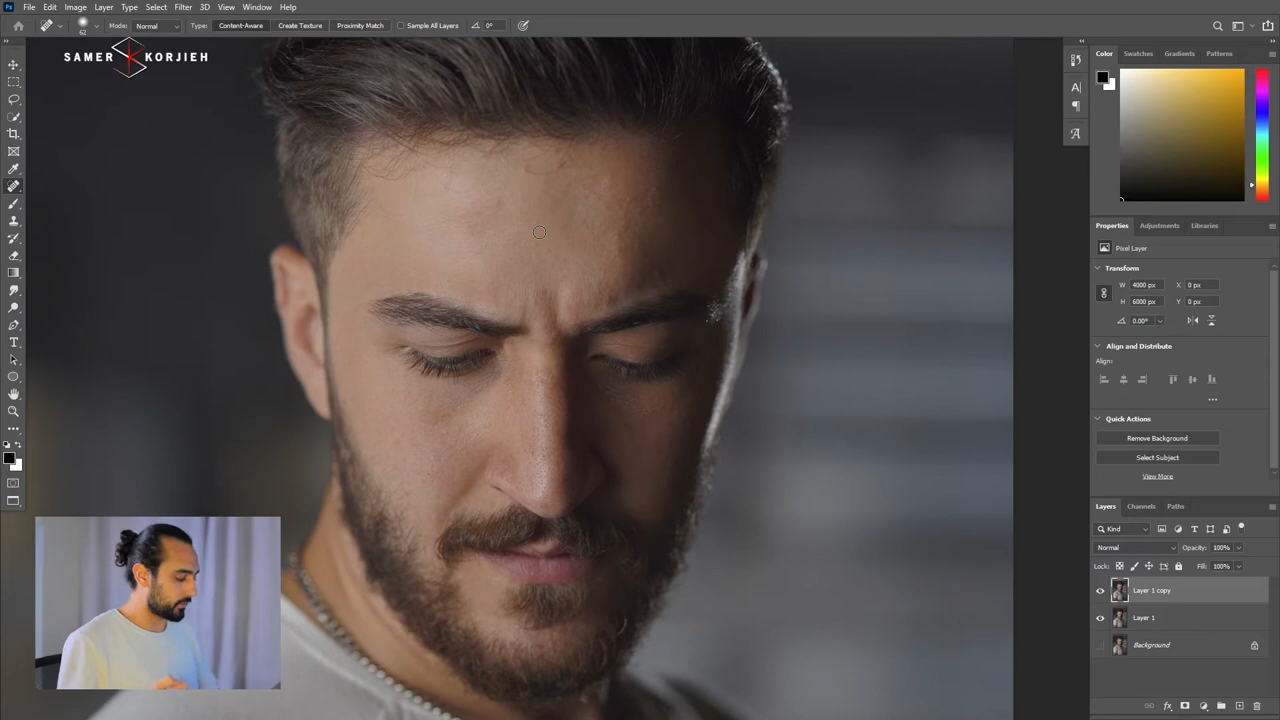 Ps File Edit Image Layer Type Select Filter 3D View Window Help
62 Mode: Normal Type: Content-Aware Create Texture Proximity Match Sample All Layers 0°
SAMER KORJIEH
Color Swatches Gradients Patterns
Properties Adjustments Libraries
Pixel Layer
Transform
W 4000 px X 0 px
H 6000 px Y 0 px
0.00°
Align and Distribute
Align:
Quick Actions
Remove Background
Select Subject
View More
Layers Channels Paths
Kind
Normal Opacity: 100%
Lock: Fill: 100%
Layer 1 copy
Layer 1
Background